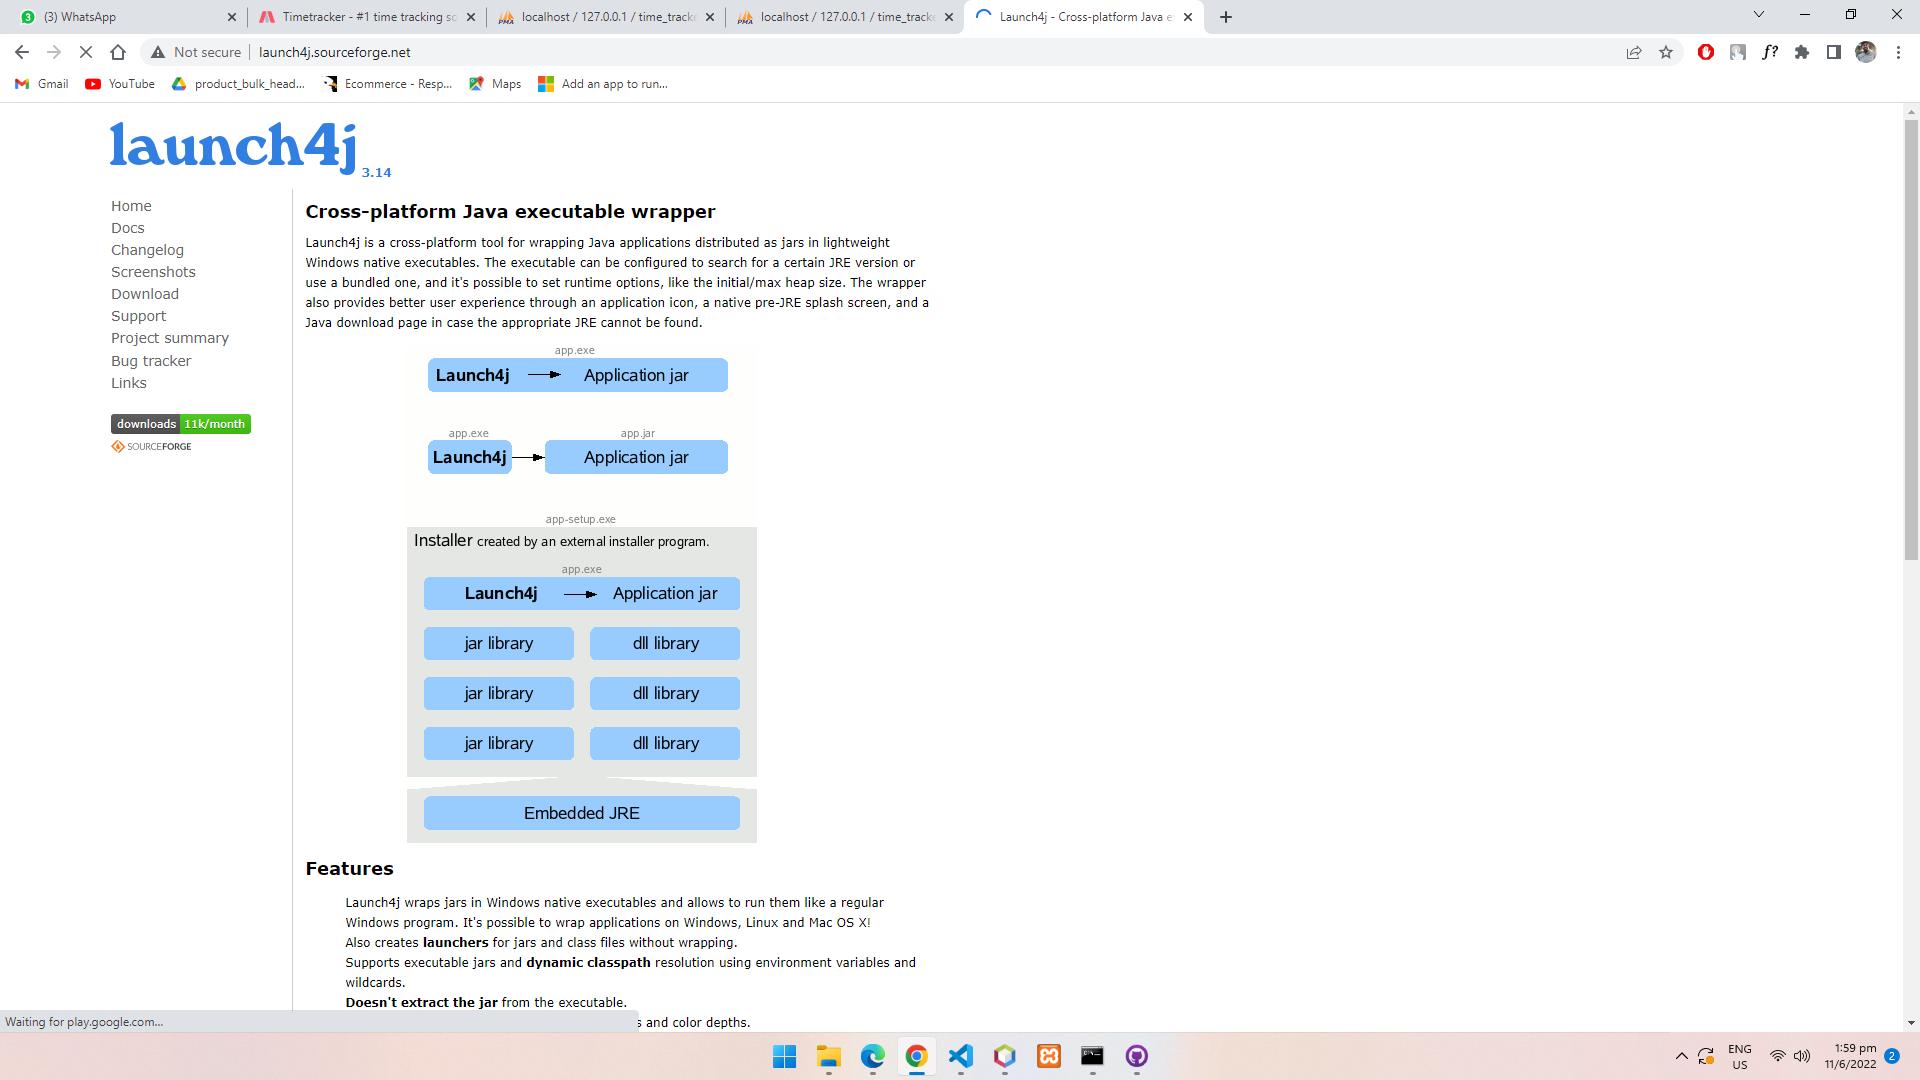 (3) WhatsApp
Timetracker - #1 time tracking so
localhost / 127.0.0.1 / time_tracke
localhost / 127.0.0.1 / time_tracke
Launch4j - Cross-platform Java e
Not secure
launch4j.sourceforge.net
Gmail
YouTube
product_bulk_head...
Ecommerce - Resp...
Maps
Add an app to run...
launch4j 3.14
Home
Docs
Changelog
Screenshots
Download
Support
Project summary
Bug tracker
Links
downloads 11k/month
SOURCEFORGE
Cross-platform Java executable wrapper
Launch4j is a cross-platform tool for wrapping Java applications distributed as jars in lightweight
Windows native executables. The executable can be configured to search for a certain JRE version or
use a bundled one, and it's possible to set runtime options, like the initial/max heap size. The wrapper
also provides better user experience through an application icon, a native pre-JRE splash screen, and a
Java download page in case the appropriate JRE cannot be found.
app.exe
Launch4j Application jar
app.exe app.jar
Launch4j Application jar
app-setup.exe
Installer created by an external installer program.
app.exe
Launch4j Application jar
jar library dll library
jar library dll library
jar library dll library
Embedded JRE
Features
Launch4j wraps jars in Windows native executables and allows to run them like a regular
Windows program. It's possible to wrap applications on Windows, Linux and Mac OS X!
Also creates launchers for jars and class files without wrapping.
Supports executable jars and dynamic classpath resolution using environment variables and
wildcards.
Doesn't extract the jar from the executable.
s and color depths.
Waiting for play.google.com...
ENG
US
1:59 pm
11/6/2022
2